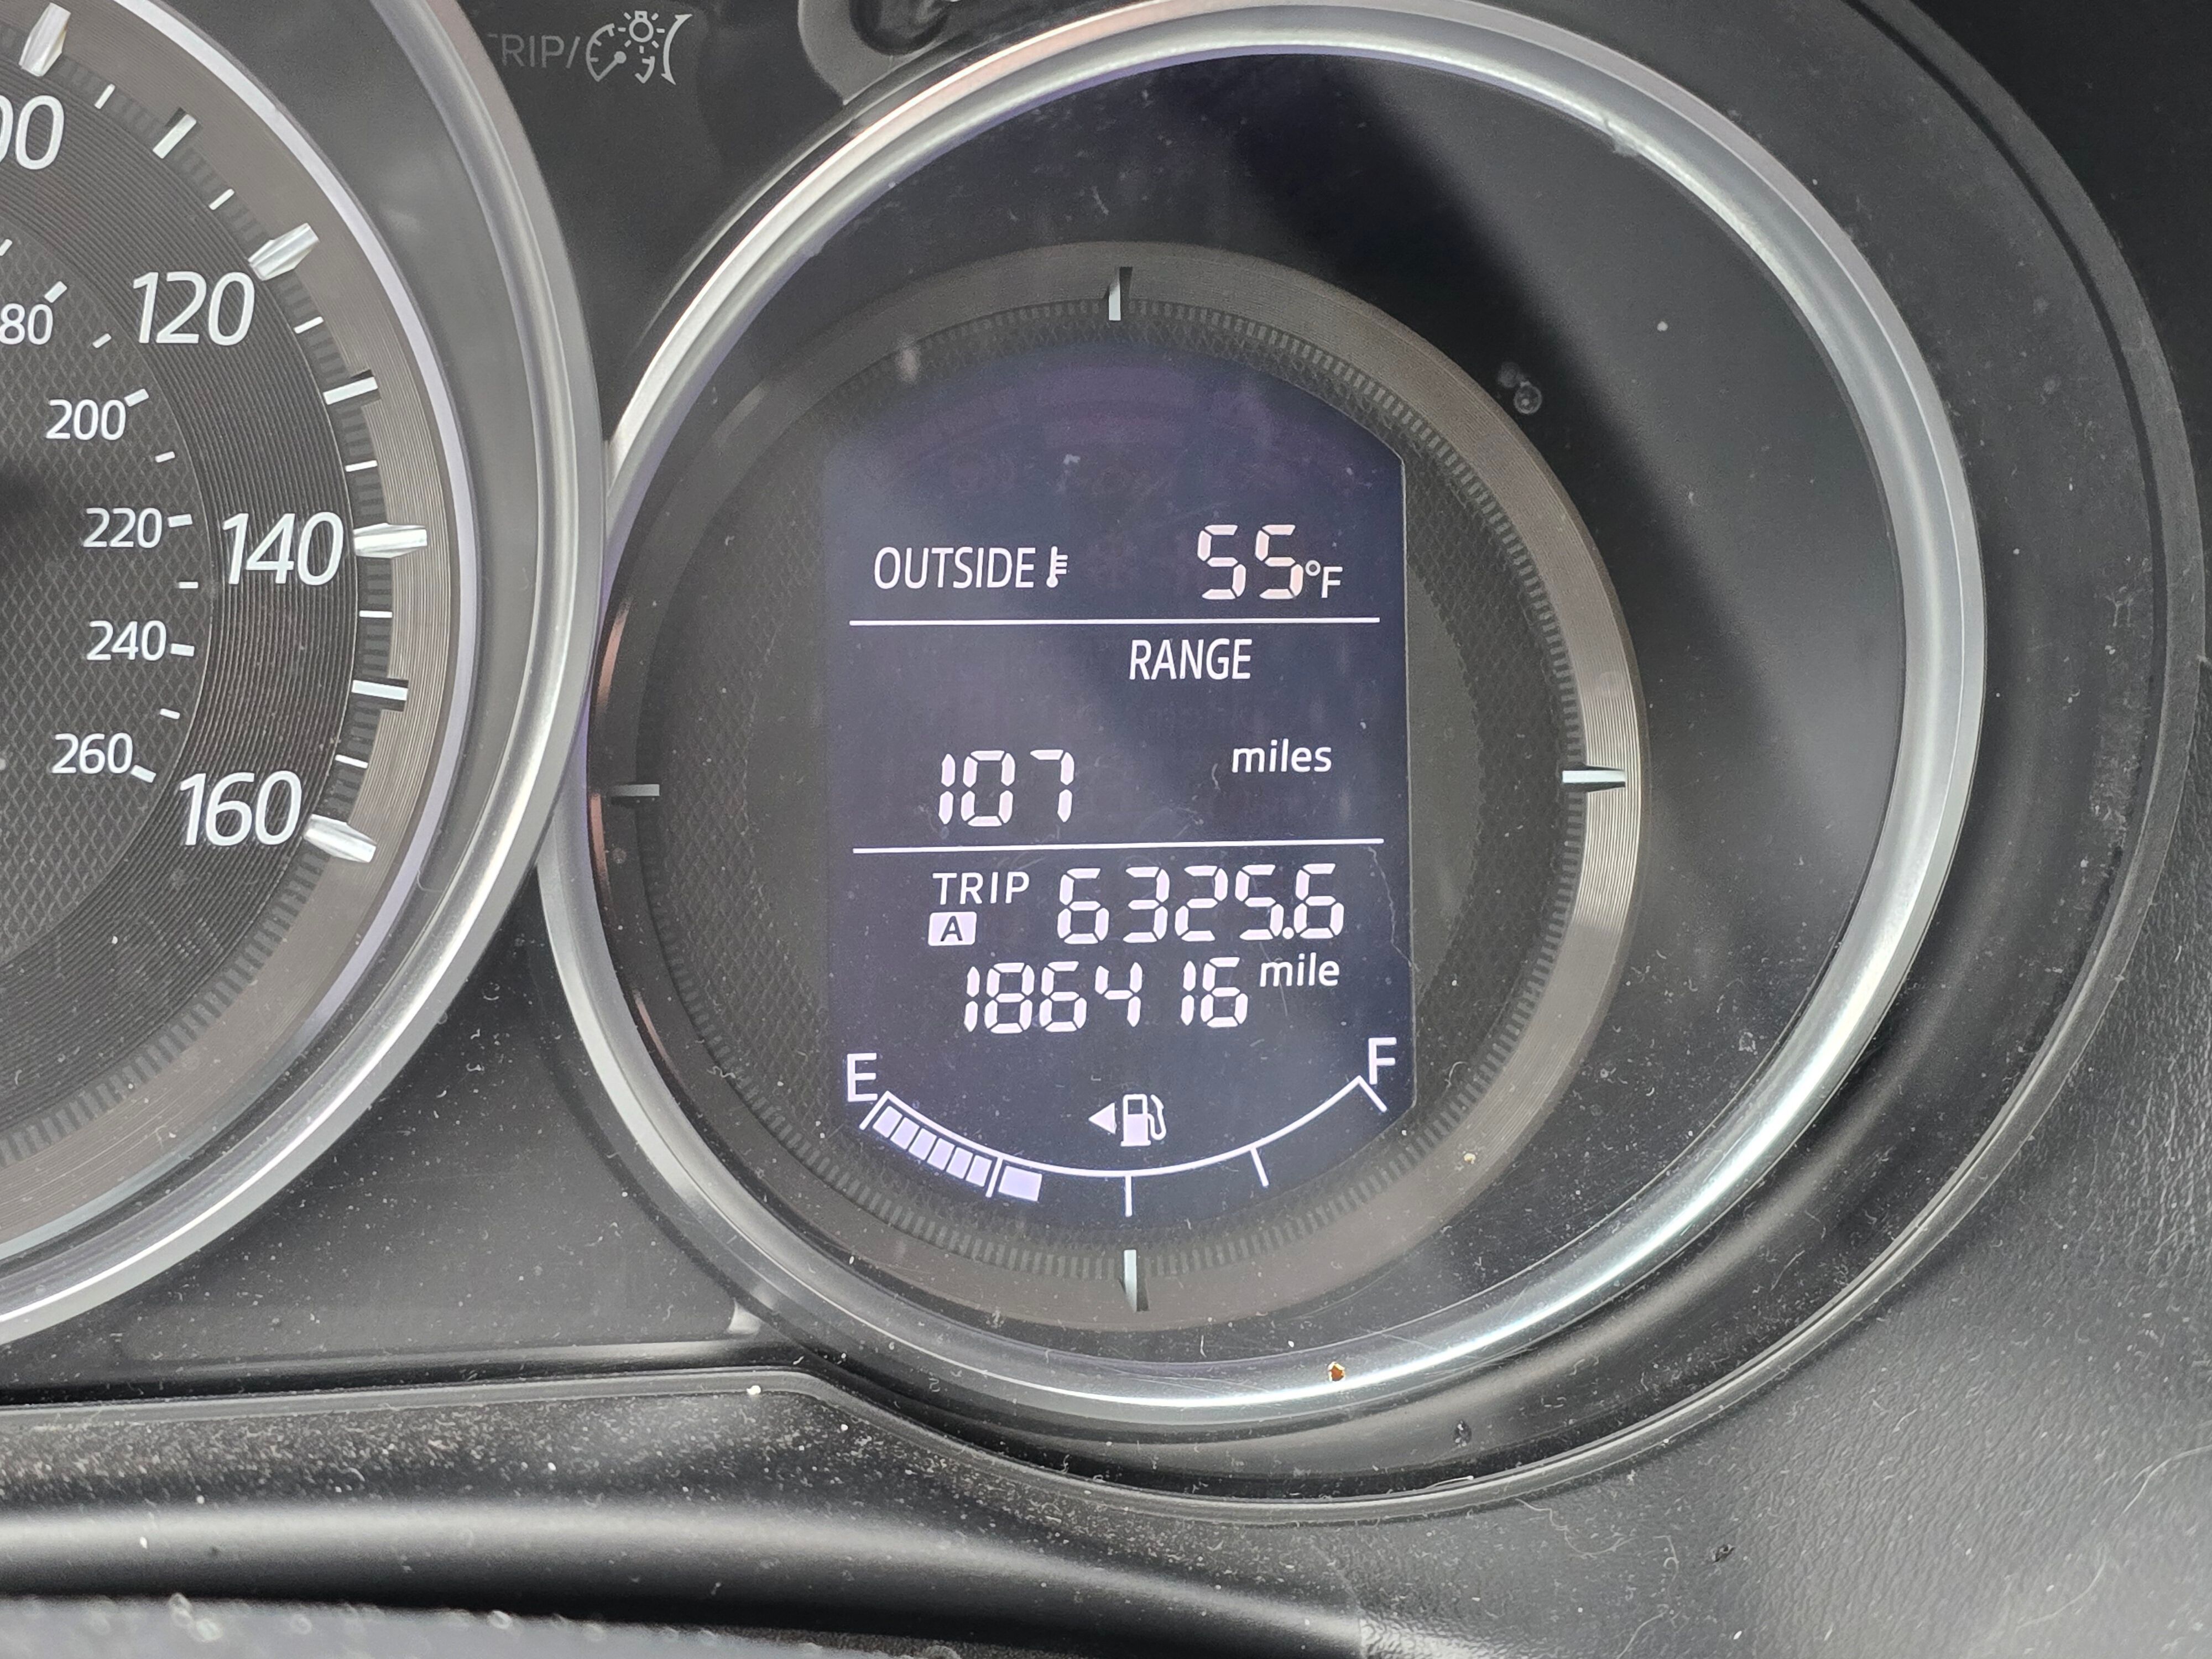 TRIP/
120
80
200
220
140
240
260
160
OUTSIDE 55°F
RANGE
107 miles
TRIP A 6325.6
186416 mile
E F